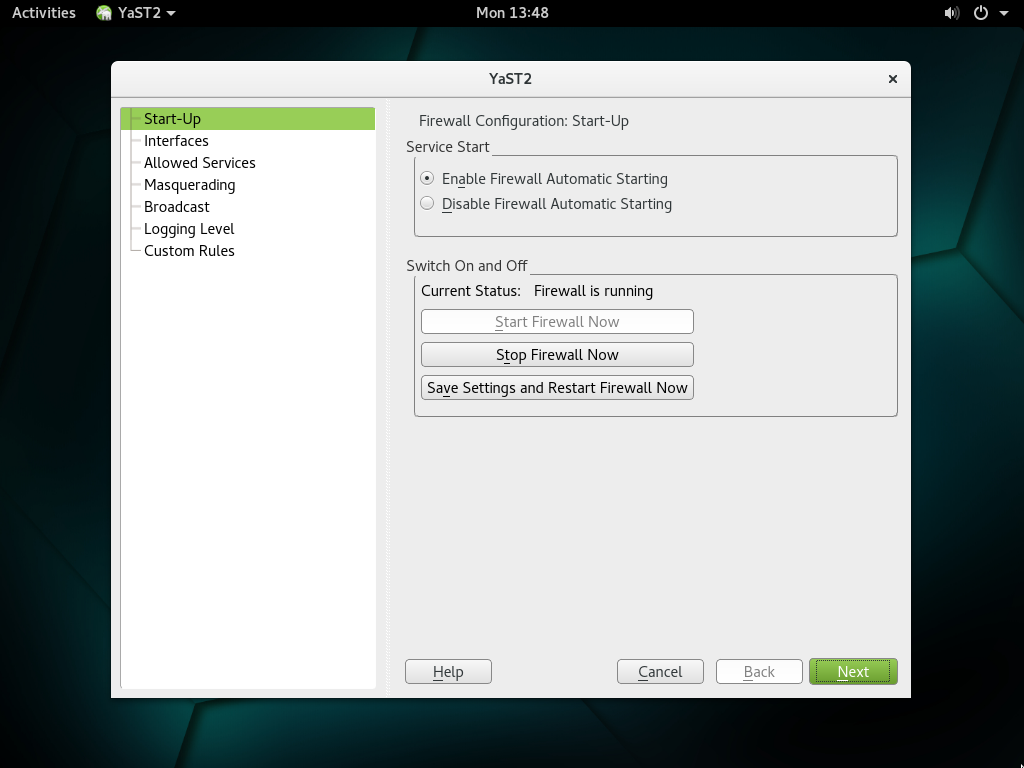 Activities YaST2 Mon 13:48
YaST2
Start-Up
Interfaces
Allowed Services
Masquerading
Broadcast
Logging Level
Custom Rules
Firewall Configuration: Start-Up
Service Start
Enable Firewall Automatic Starting
Disable Firewall Automatic Starting
Switch On and Off
Current Status: Firewall is running
Start Firewall Now
Stop Firewall Now
Save Settings and Restart Firewall Now
Help Cancel Back Next